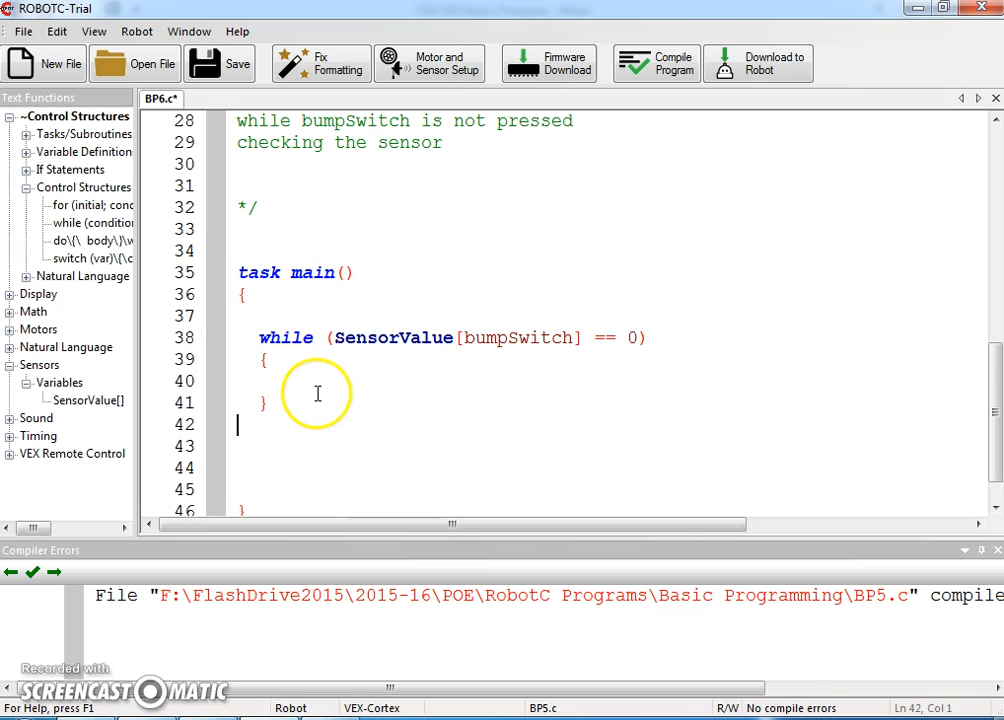 ROBOTC-Trial
File Edit View Robot Window Help
New File Open File Save Fix Formatting Motor and Sensor Setup Firmware Download Compile Program Download to Robot
Text Functions
BP6.c*
~Control Structures
Tasks/Subroutines
Variable Definition
If Statements
Control Structures
for (initial; cond
while (condition
do\{\ body\}\w
switch (var)\{\c
Natural Language
Display
Math
Motors
Natural Language
Sensors
Variables
SensorValue[]
Sound
Timing
VEX Remote Control
28 while bumpSwitch is not pressed
29 checking the sensor
30
31
32 */
33
34
35 task main()
36 {
37
38 while (SensorValue[bumpSwitch] == 0)
39 {
40
41 }
42
43
44
45
46 }
Compiler Errors
File "F:\FlashDrive2015\2015-16\POE\RobotC Programs\Basic Programming\BP5.c" compile
Recorded with
SCREENCAST MATIC
For Help, press F1 Robot VEX-Cortex BP5.c R/W No compile errors Ln 42, Col 1